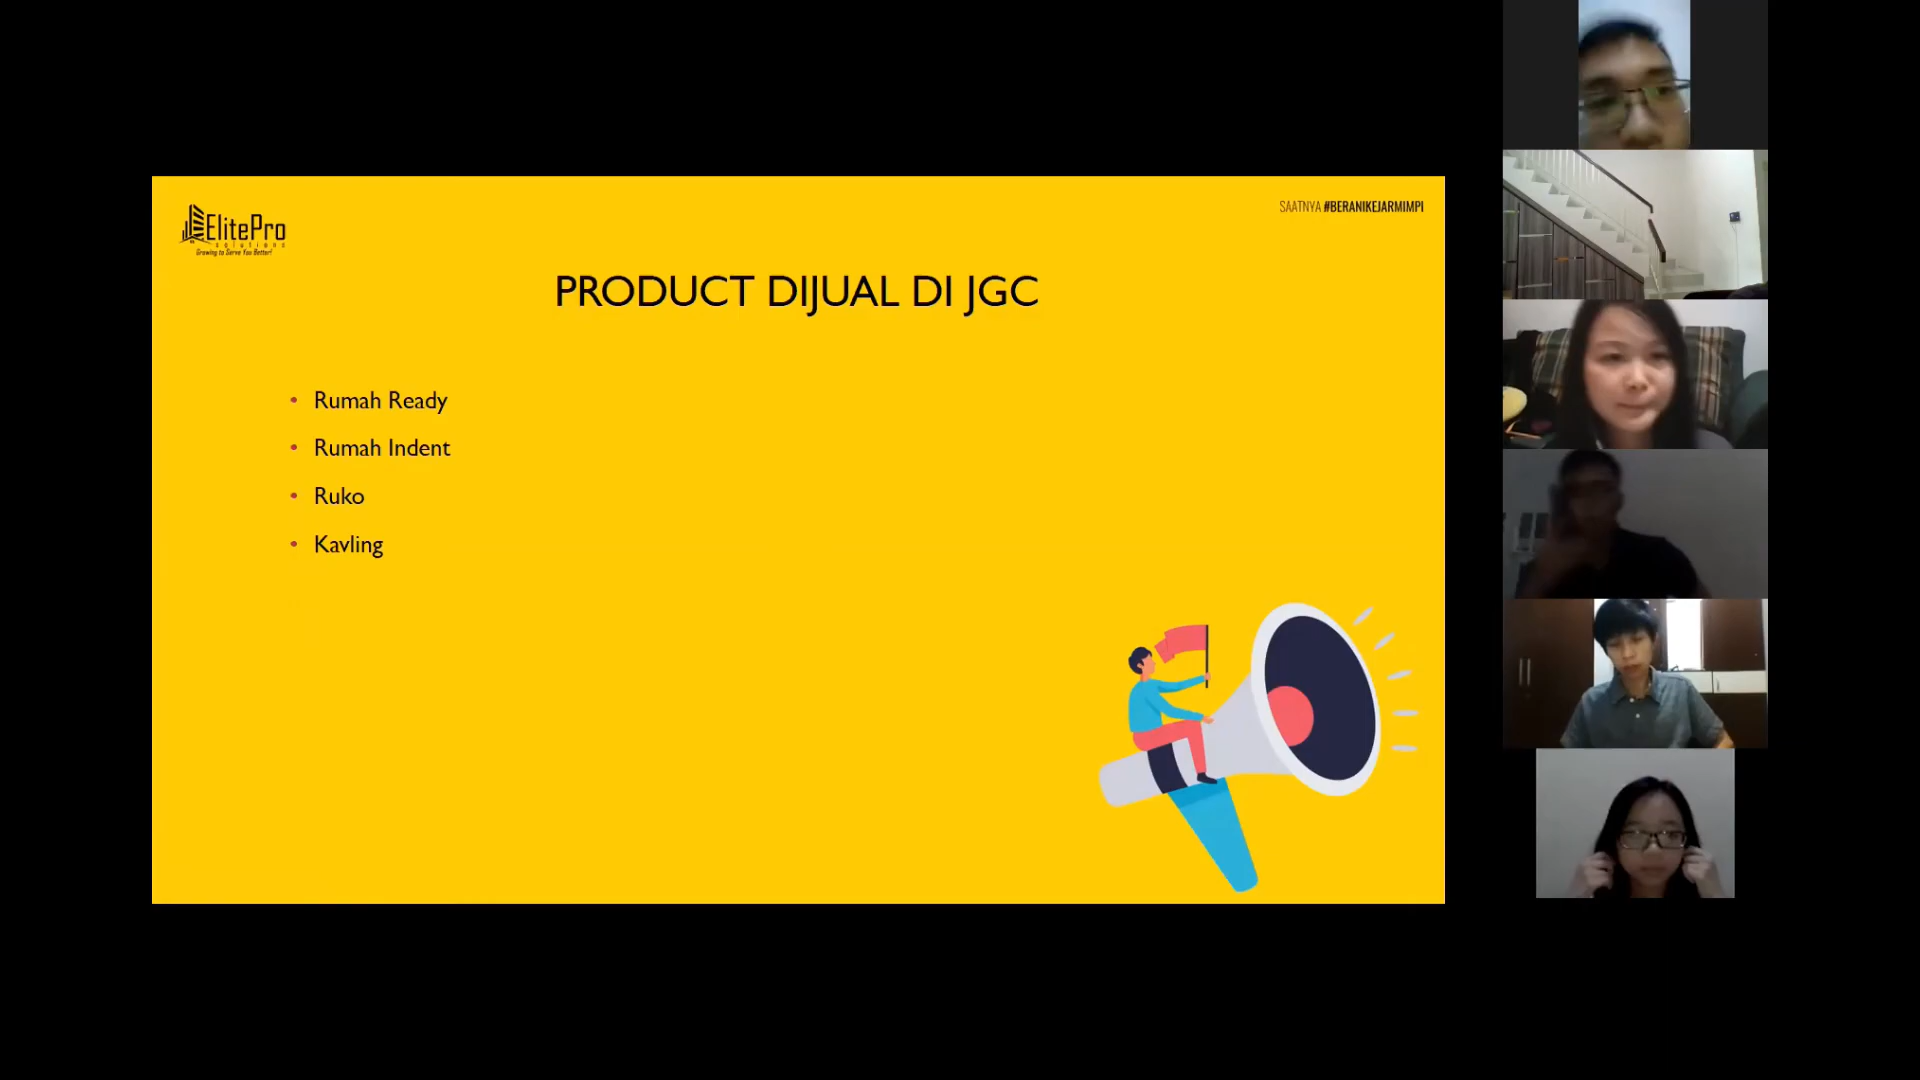 ElitePro
solutions
Growing to Serve You Better!
SAATNYA #BERANIKEJARMIMPI
PRODUCT DIJUAL DI JGC
• Rumah Ready
• Rumah Indent
• Ruko
• Kavling